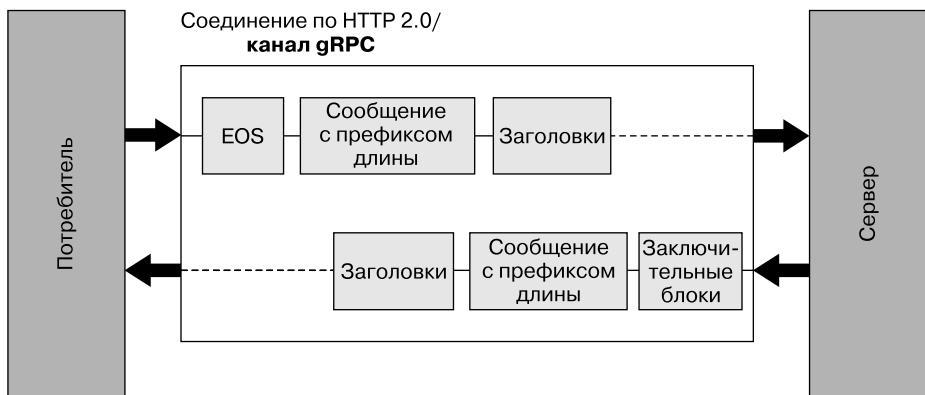 Соединение по HTTP 2.0/
канал gRPC
Потребитель
EOS
Сообщение
с префиксом
длины
Заголовки
Сервер
Заголовки
Сообщение
с префиксом
длины
Заключи-
тельные
блоки